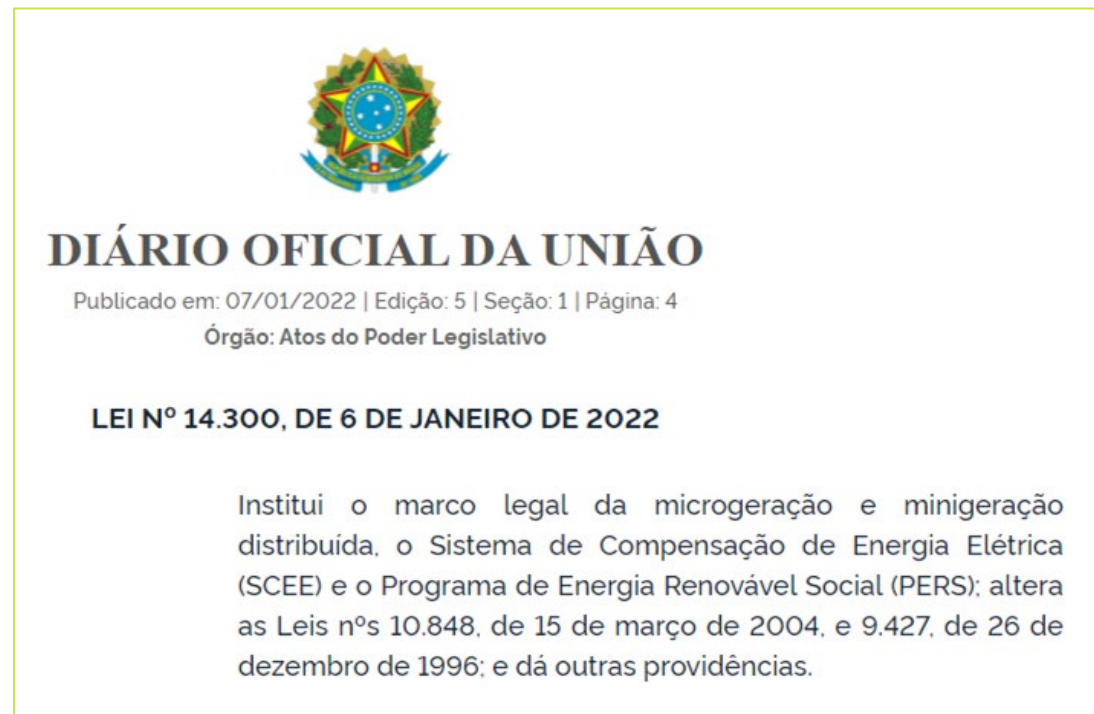 DIÁRIO OFICIAL DA UNIÃO
Publicado em: 07/01/2022 | Edição: 5 | Seção: 1 | Página: 4
Órgão: Atos do Poder Legislativo
LEI Nº 14.300, DE 6 DE JANEIRO DE 2022
Institui o marco legal da microgeração e minigeração
distribuída, o Sistema de Compensação de Energia Elétrica
(SCEE) e o Programa de Energia Renovável Social (PERS); altera
as Leis nºs 10.848, de 15 de março de 2004, e 9.427, de 26 de
dezembro de 1996; e dá outras providências.